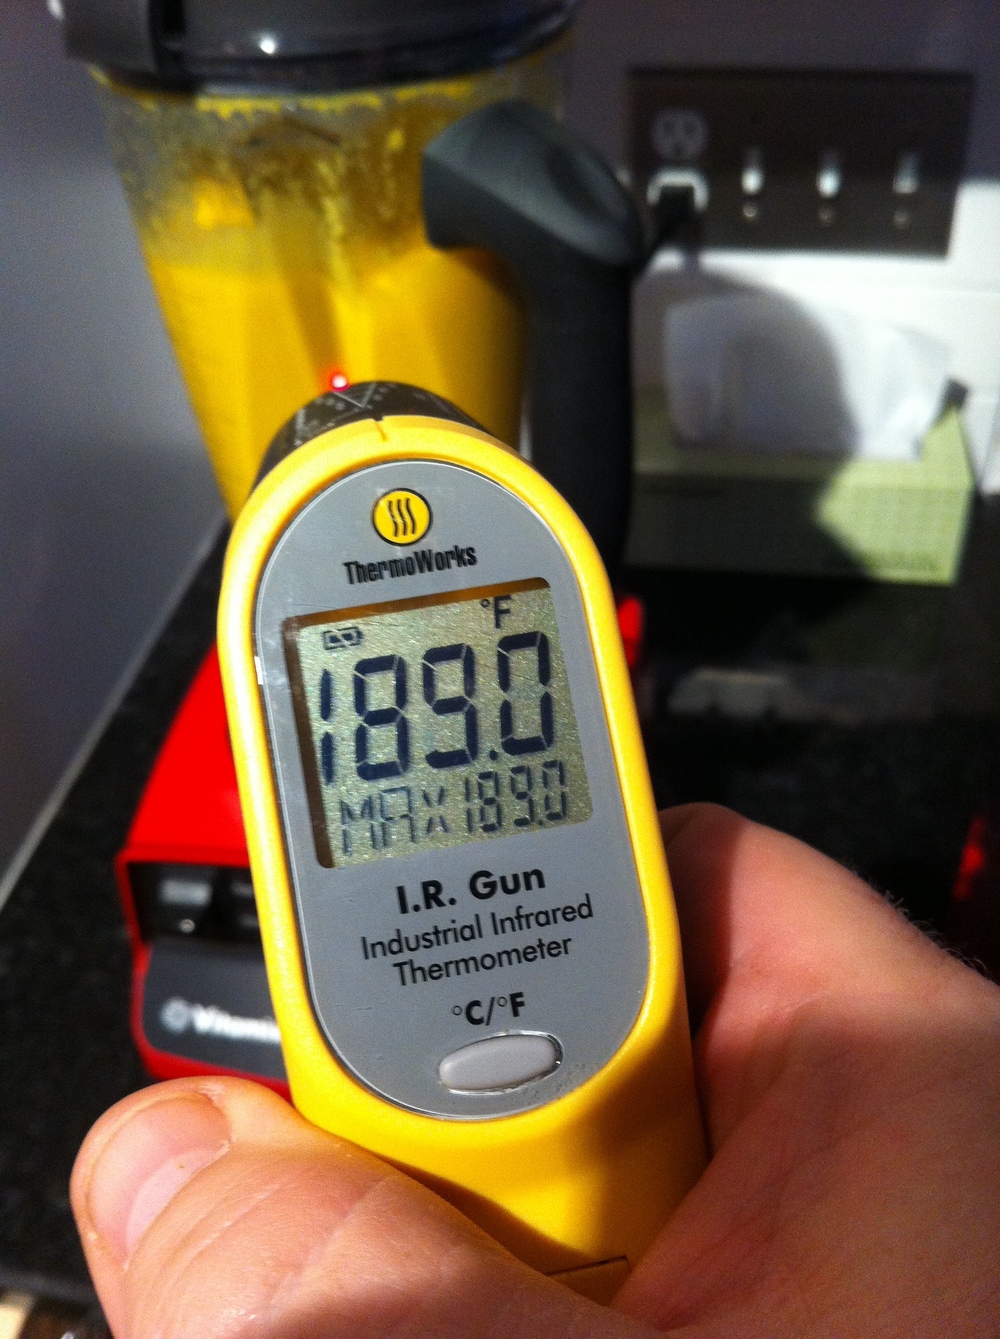 ThermoWorks
°F
189.0
MAX 189.0
I.R. Gun
Industrial Infrared
Thermometer
°C/°F